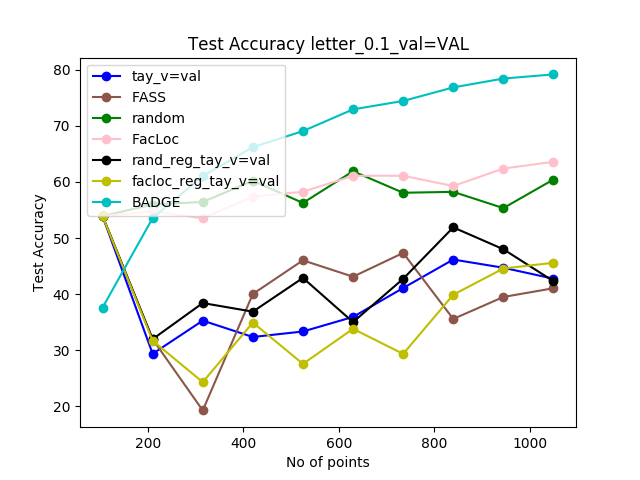 Test Accuracy letter_0.1_val=VAL
80
70
60
50
40
30
20
Test Accuracy
tay_v=val
FASS
random
FacLoc
rand_reg_tay_v=val
facloc_reg_tay_v=val
BADGE
200 400 600 800 1000
No of points